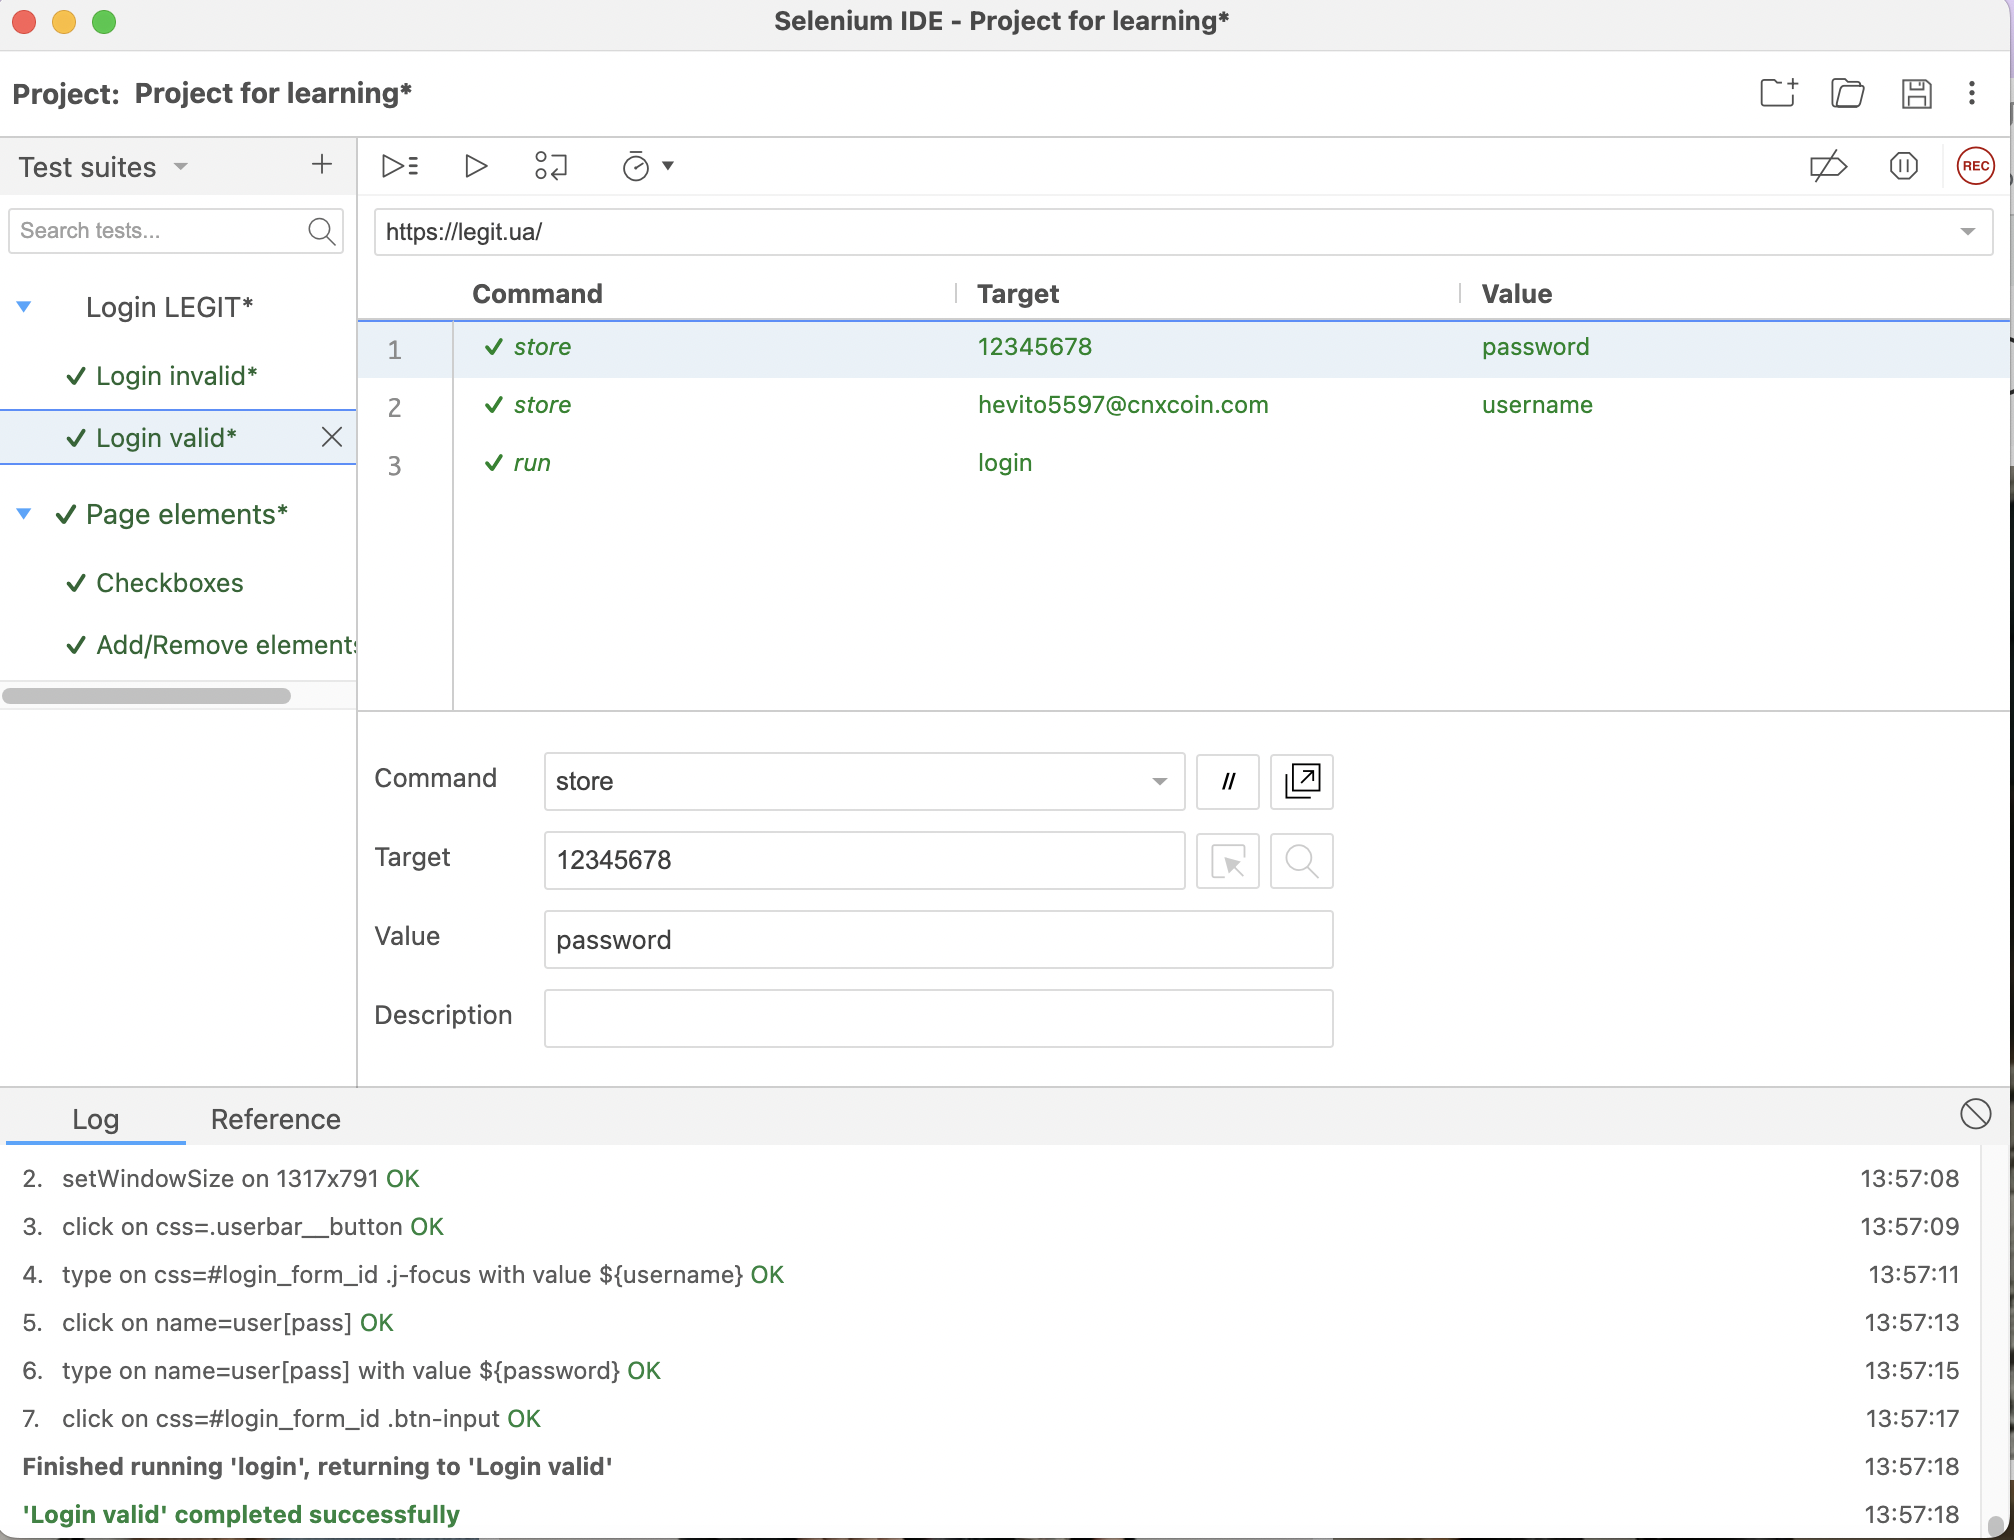 Selenium IDE - Project for learning*
Project: Project for learning*
Test suites
REC
Search tests...
https://legit.ua/
Login LEGIT*
Login invalid*
Login valid*
Page elements*
Checkboxes
Add/Remove elements
Command Target Value
1 store 12345678 password
2 store hevito5597@cnxcoin.com username
3 run login
Command store //
Target 12345678
Value password
Description
Log Reference
2. setWindowSize on 1317x791 OK 13:57:08
3. click on css=.userbar__button OK 13:57:09
4. type on css=#login_form_id .j-focus with value ${username} OK 13:57:11
5. click on name=user[pass] OK 13:57:13
6. type on name=user[pass] with value ${password} OK 13:57:15
7. click on css=#login_form_id .btn-input OK 13:57:17
Finished running 'login', returning to 'Login valid' 13:57:18
'Login valid' completed successfully 13:57:18